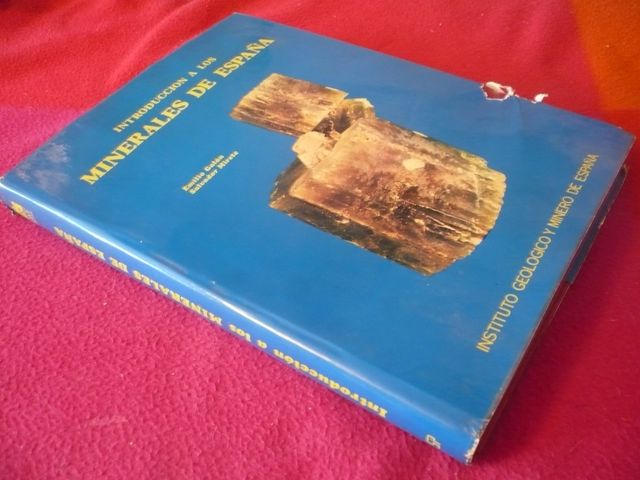 INTRODUCCION A LOS
MINERALES DE ESPAÑA
Emilio Galán
Salvador Mirete
INSTITUTO GEOLOGICO Y MINERO DE ESPAÑA
Introducción a los MINERALES DE ESPAÑA